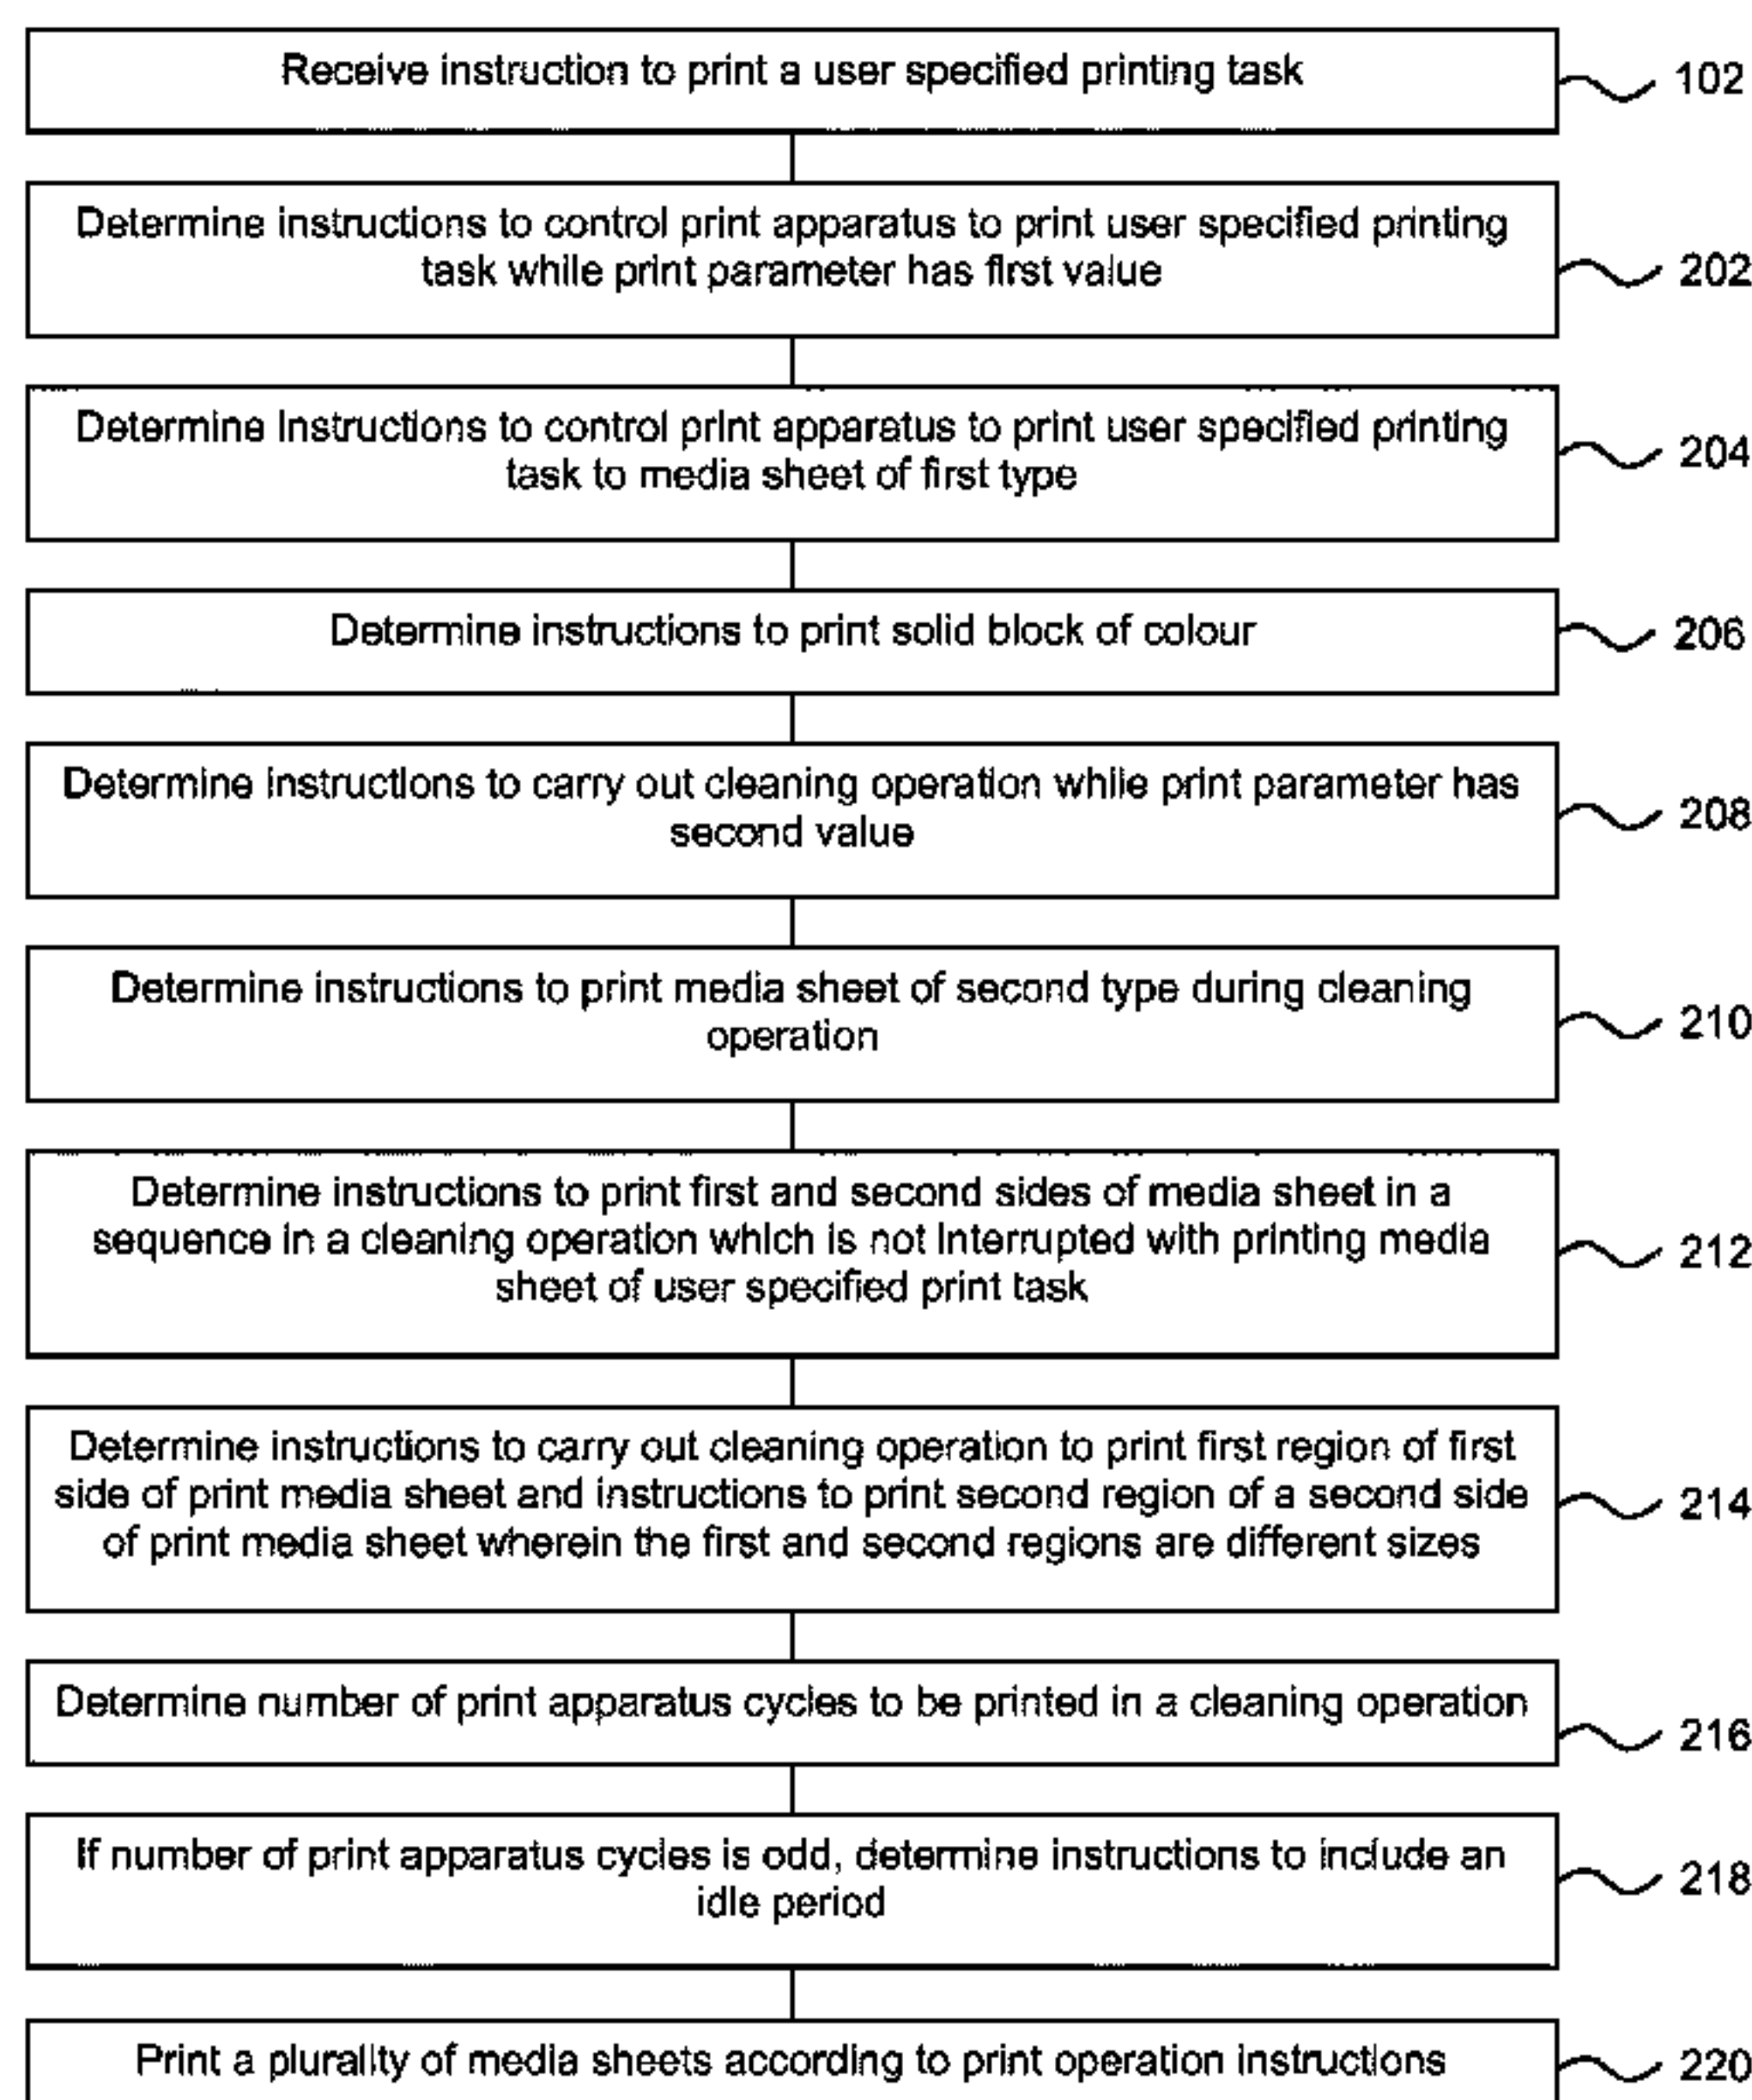 Receive instruction to print a user specified printing task
102
Determine instructions to control print apparatus to print user specified printing
task while print parameter has first value
202
Determine instructions to control print apparatus to print user specified printing
task to media sheet of first type
204
Determine instructions to print solid block of colour
206
Determine instructions to carry out cleaning operation while print parameter has
second value
208
Determine instructions to print media sheet of second type during cleaning
operation
210
Determine instructions to print first and second sides of media sheet in a
sequence in a cleaning operation which is not interrupted with printing media
sheet of user specified print task
212
Determine instructions to carry out cleaning operation to print first region of first
side of print media sheet and instructions to print second region of a second side
of print media sheet wherein the first and second regions are different sizes
214
Determine number of print apparatus cycles to be printed in a cleaning operation
216
If number of print apparatus cycles is odd, determine instructions to include an
idle period
218
Print a plurality of media sheets according to print operation instructions
220